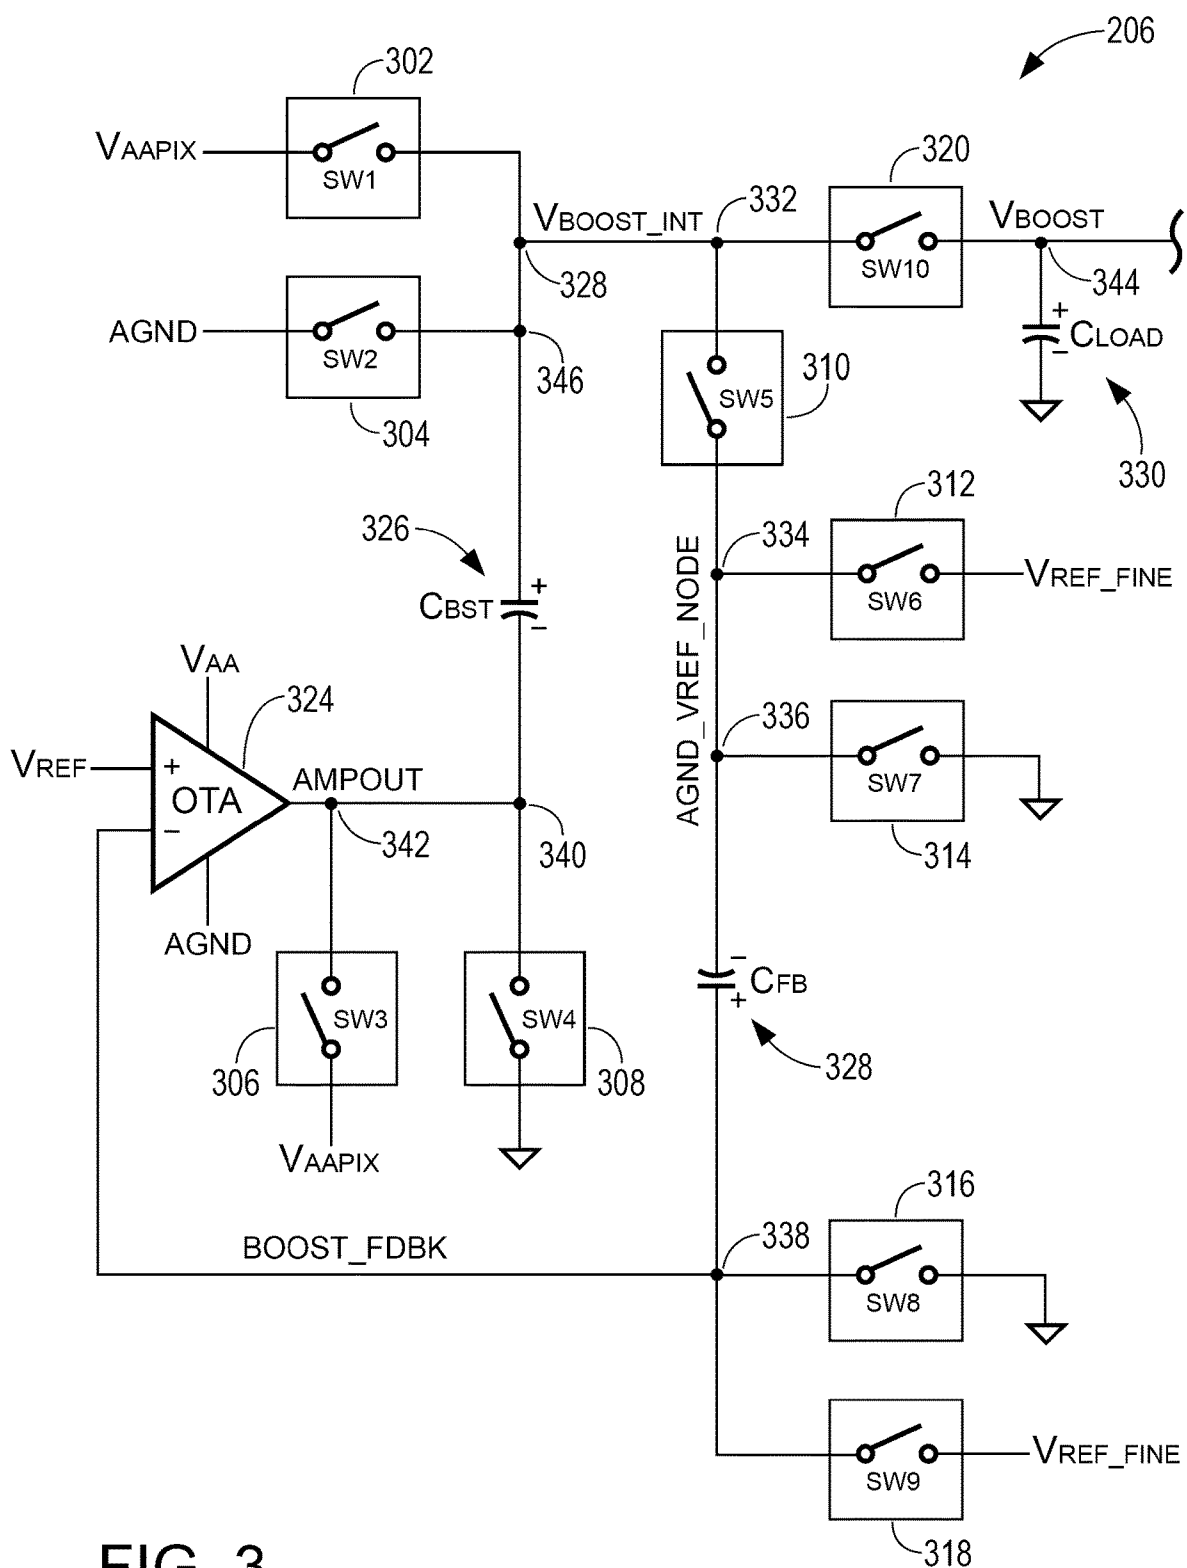 206
302
VAAPIX
SW1
320
332
VBOOST_INT
VBOOST
SW10
328
344
AGND
SW2
346
304
+
CLOAD
−
310
SW5
330
312
326
334
VREF_FINE
SW6
+
CBST
−
AGND_VREF_NODE
VAA
324
336
VREF
+
OTA
−
AMPOUT
SW7
342
340
314
AGND
−
CFB
+
SW3
SW4
306
308
328
VAAPIX
316
338
BOOST_FDBK
SW8
VREF_FINE
SW9
318
FIG. 3